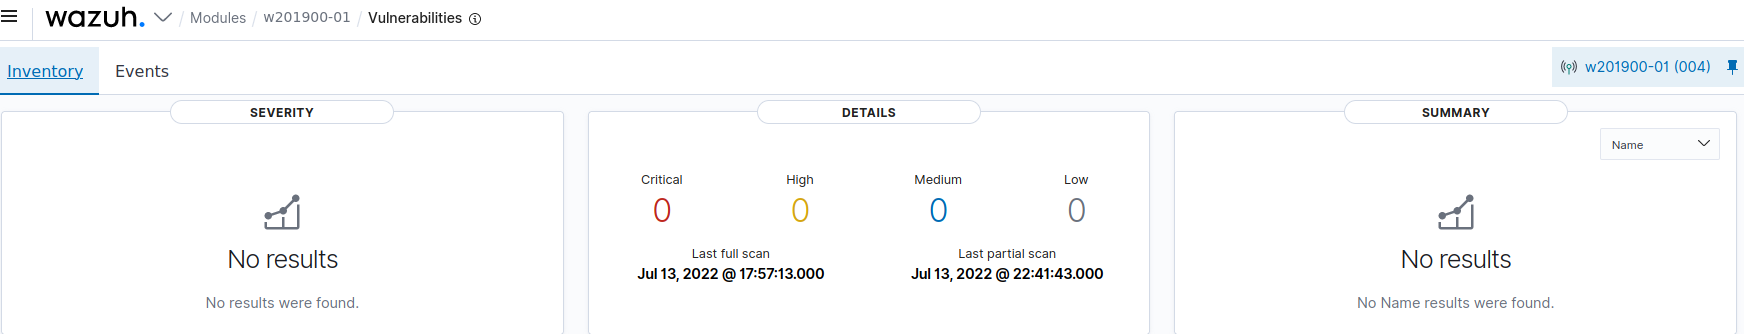 wazuh. / Modules / w201900-01 / Vulnerabilities
Inventory Events
w201900-01 (004)
SEVERITY
No results
No results were found.
DETAILS
Critical High Medium Low
0 0 0 0
Last full scan Last partial scan
Jul 13, 2022 @ 17:57:13.000 Jul 13, 2022 @ 22:41:43.000
SUMMARY
Name
No results
No Name results were found.